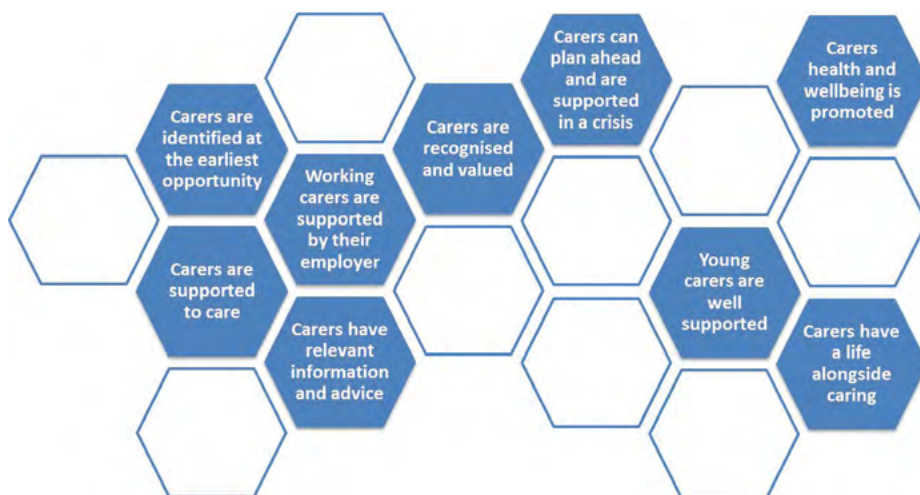 Carers are
identified at
the earliest
opportunity
Carers are
supported
to care
Working
carers are
supported
by their
employer
Carers have
relevant
information
and advice
Carers are
recognised
and valued
Carers can
plan ahead
and are
supported
in a crisis
Young
carers are
well
supported
Carers
health and
wellbeing is
promoted
Carers have
a life
alongside
caring